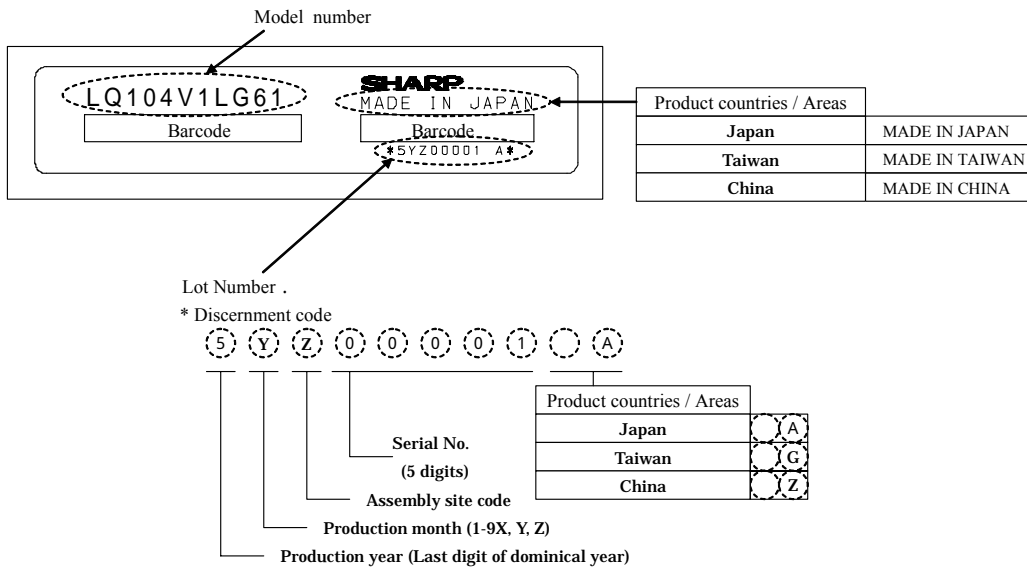 Model number
SHARP
LQ104V1LG61
MADE IN JAPAN
Barcode
Barcode
*5YZ00001 A*
Product countries / Areas
Japan MADE IN JAPAN
Taiwan MADE IN TAIWAN
China MADE IN CHINA
Lot Number .
* Discernment code
5 Y Z 0 0 0 0 1 A
Product countries / Areas
Japan A
Taiwan G
China Z
Serial No.
(5 digits)
Assembly site code
Production month (1-9X, Y, Z)
Production year (Last digit of dominical year)